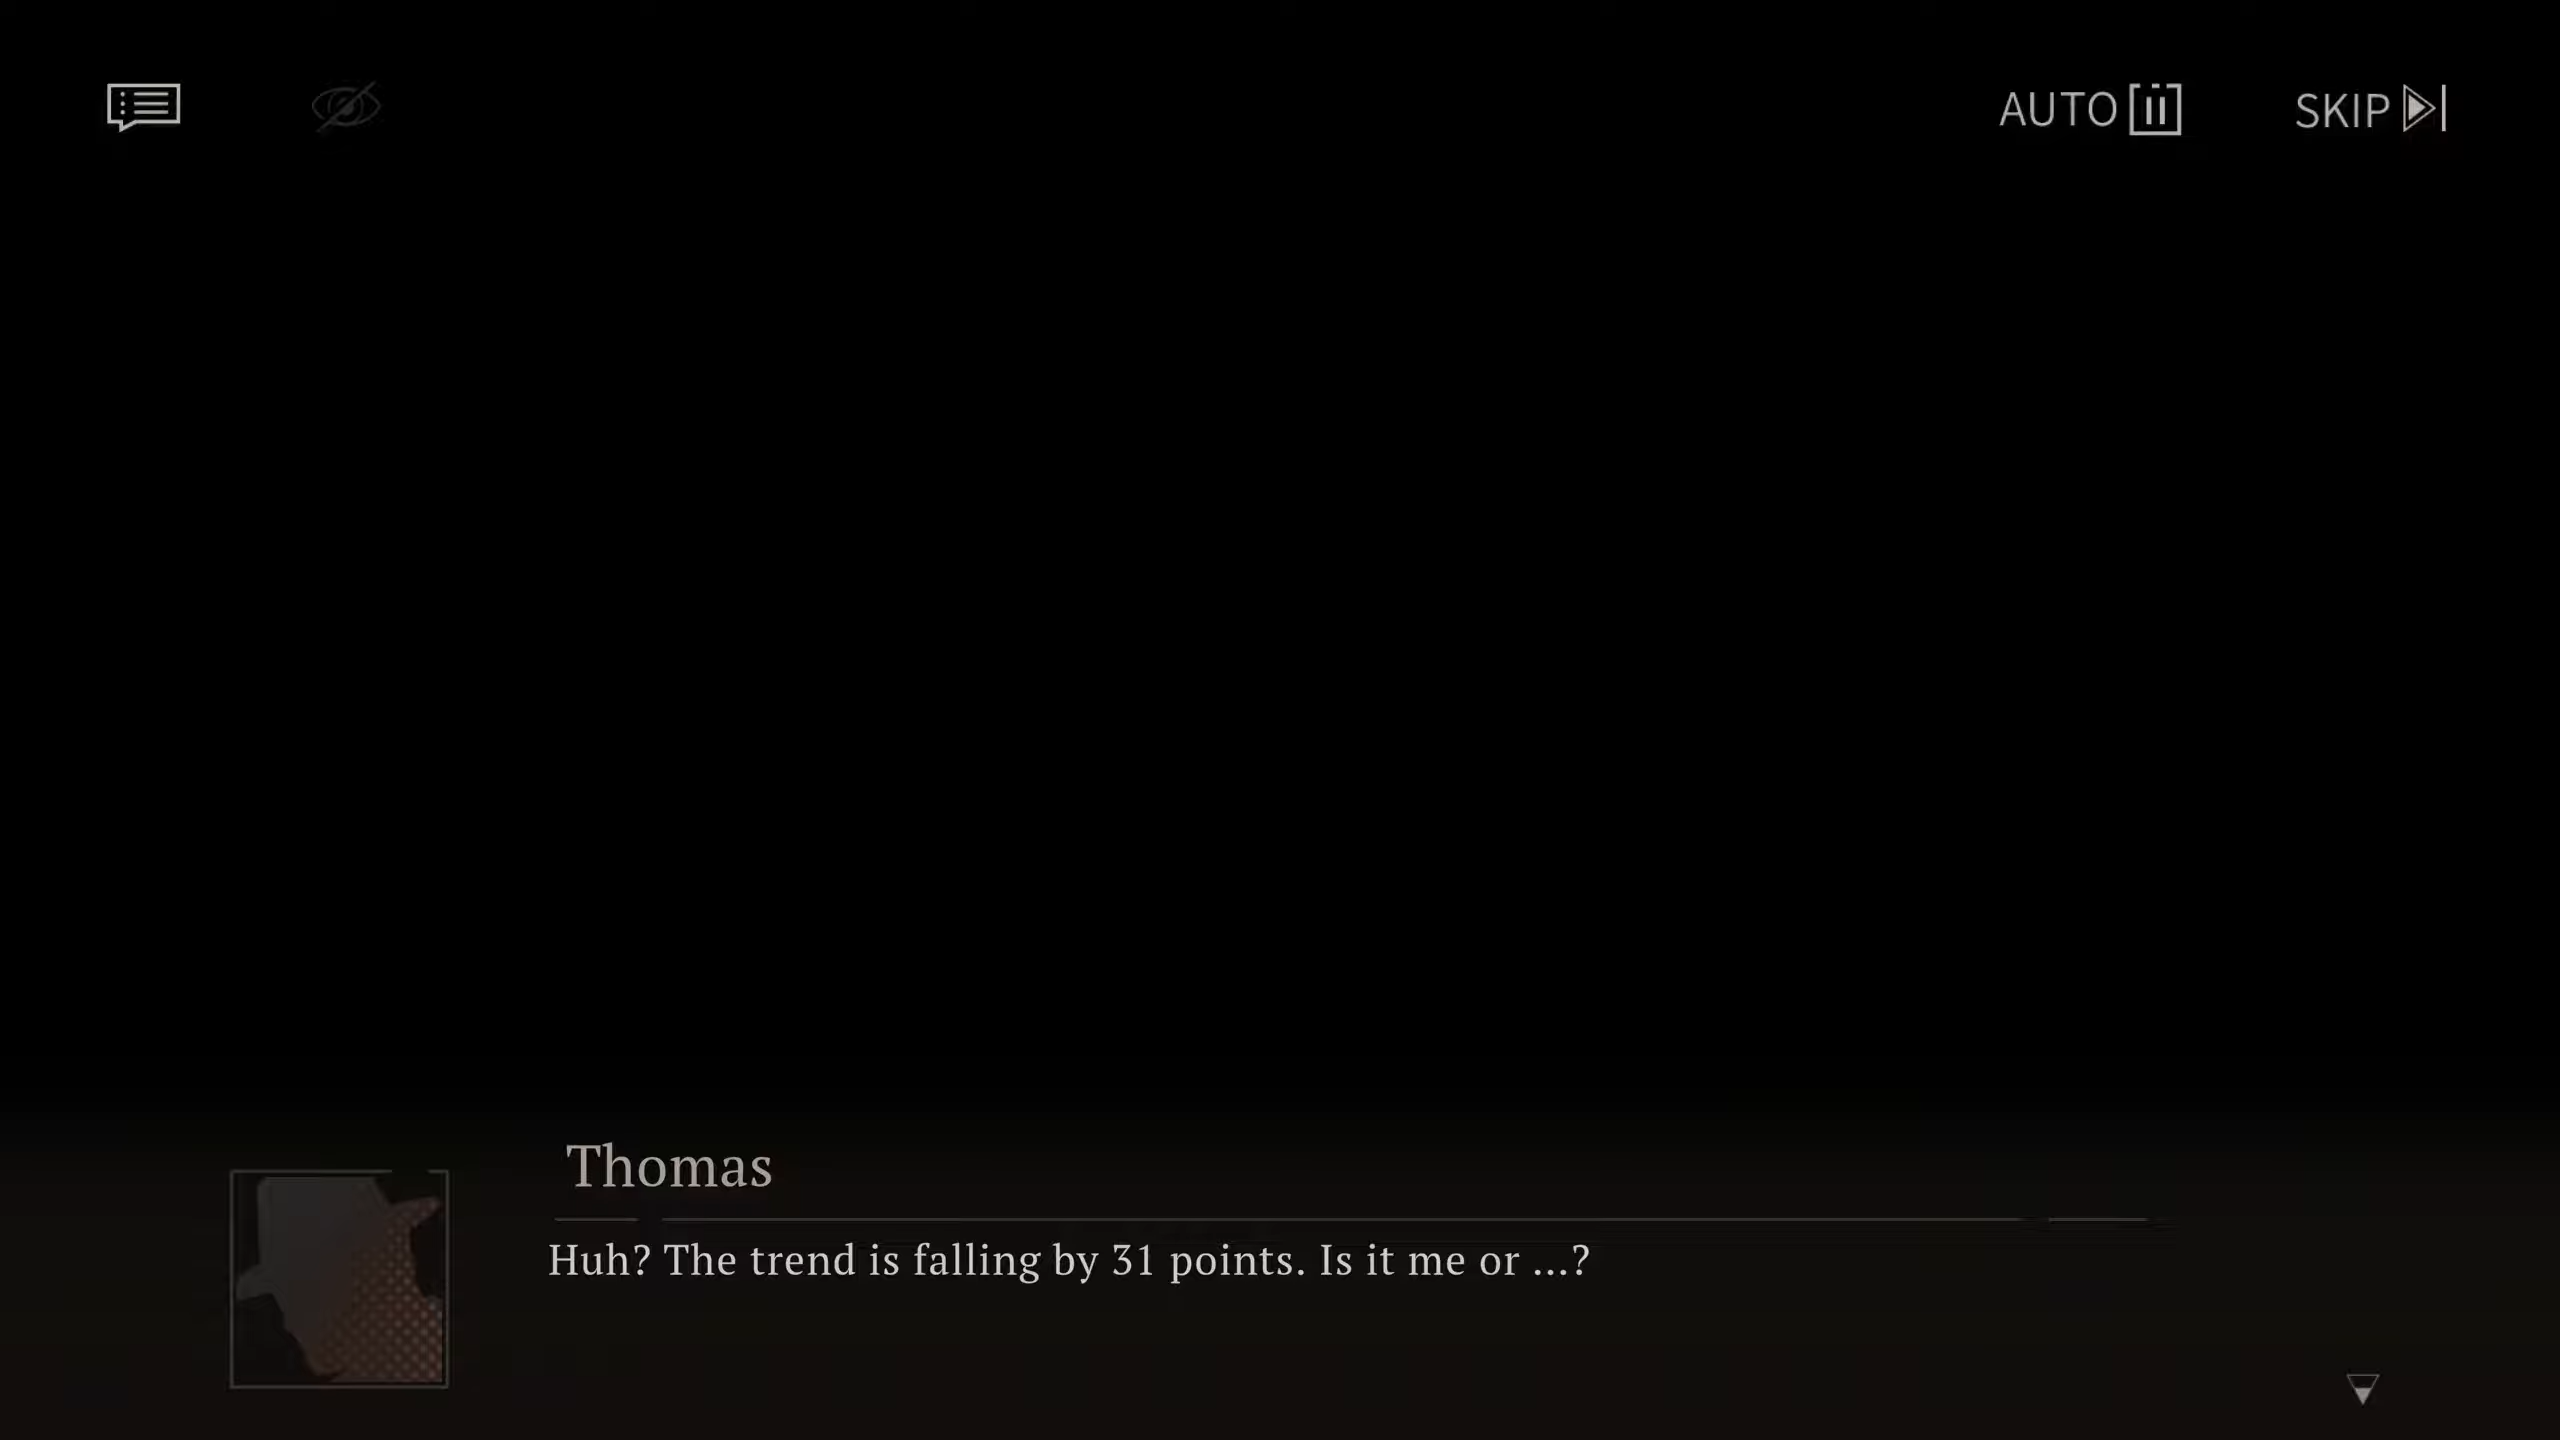 AUTO
SKIP
Thomas
Huh? The trend is falling by 31 points. Is it me or ...?